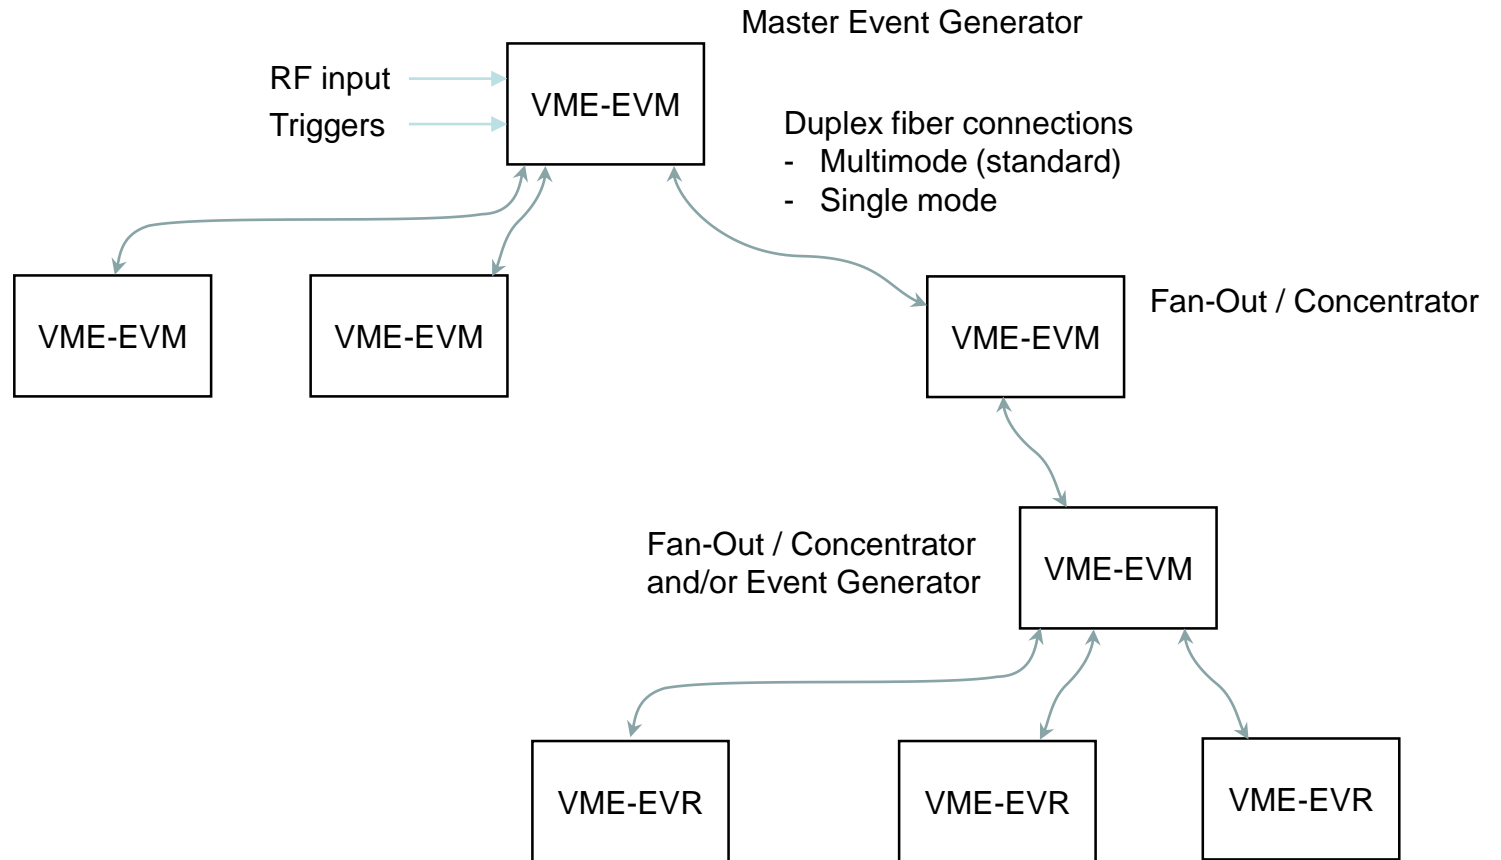 Master Event Generator
RF input
Triggers
VME-EVM
Duplex fiber connections
- Multimode (standard)
- Single mode
VME-EVM
VME-EVM
VME-EVM
Fan-Out / Concentrator
Fan-Out / Concentrator
and/or Event Generator
VME-EVM
VME-EVR
VME-EVR
VME-EVR